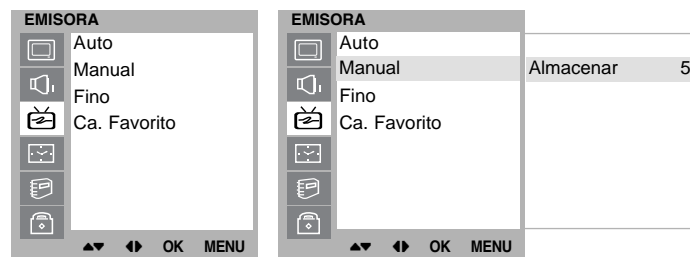 EMISORA
Auto
Manual
Fino
Ca. Favorito
OK MENU
EMISORA
Auto
Manual Almacenar 5
Fino
Ca. Favorito
OK MENU